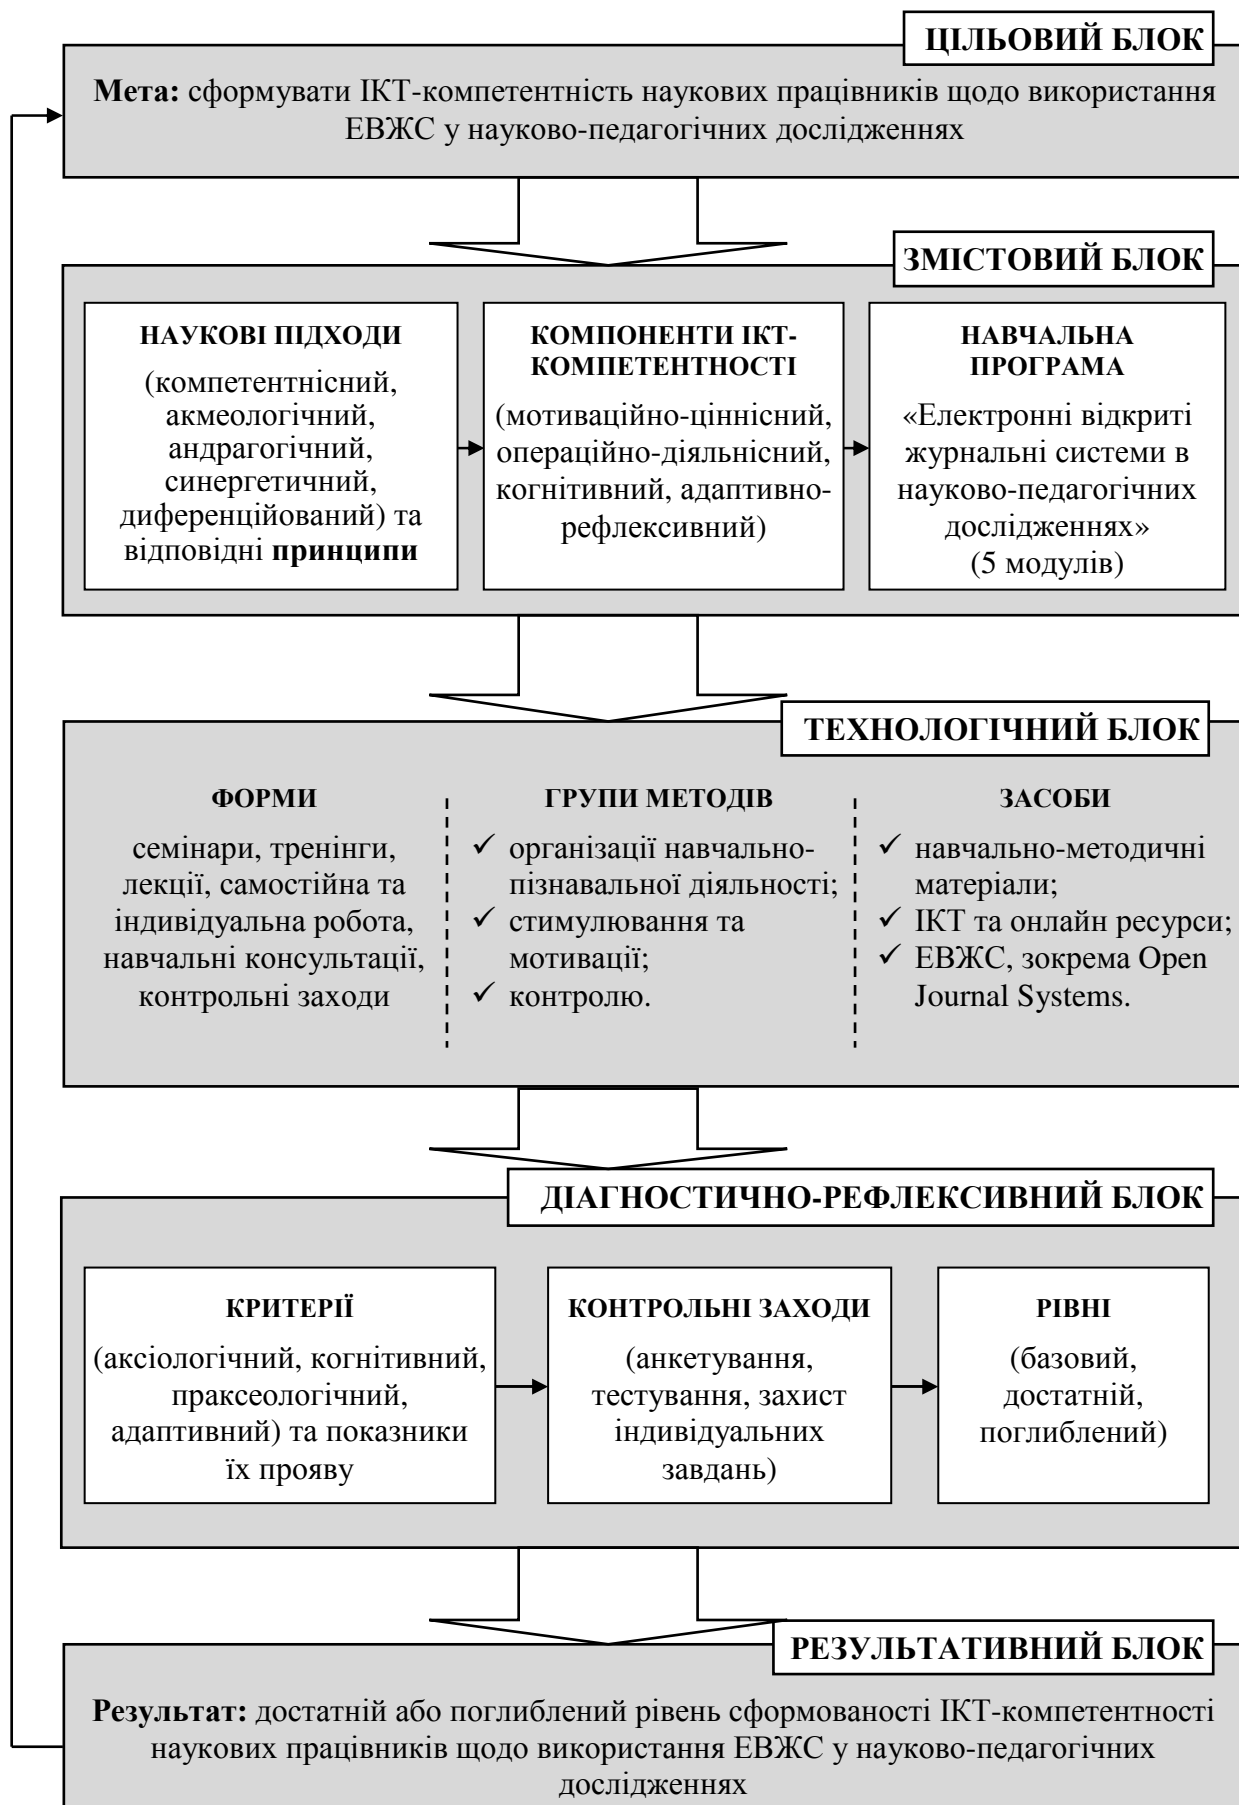 ЦІЛЬОВИЙ БЛОК
Мета: сформувати ІКТ-компетентність наукових працівників щодо використання
ЕВЖС у науково-педагогічних дослідженнях
ЗМІСТОВИЙ БЛОК
НАУКОВІ ПІДХОДИ
(компетентнісний,
акмеологічний,
андрагогічний,
синергетичний,
диференційований) та
відповідні принципи
КОМПОНЕНТИ ІКТ-
КОМПЕТЕНТНОСТІ
(мотиваційно-ціннісний,
операційно-діяльнісний,
когнітивний, адаптивно-
рефлексивний)
НАВЧАЛЬНА
ПРОГРАМА
«Електронні відкриті
журнальні системи в
науково-педагогічних
дослідженнях»
(5 модулів)
ТЕХНОЛОГІЧНИЙ БЛОК
ФОРМИ
семінари, тренінги,
лекції, самостійна та
індивідуальна робота,
навчальні консультації,
контрольні заходи
ГРУПИ МЕТОДІВ
✓ організації навчально-
пізнавальної діяльності;
✓ стимулювання та
мотивації;
✓ контролю.
ЗАСОБИ
✓ навчально-методичні
матеріали;
✓ ІКТ та онлайн ресурси;
✓ ЕВЖС, зокрема Open
Journal Systems.
ДІАГНОСТИЧНО-РЕФЛЕКСИВНИЙ БЛОК
КРИТЕРІЇ
(аксіологічний, когнітивний,
праксеологічний,
адаптивний) та показники
їх прояву
КОНТРОЛЬНІ ЗАХОДИ
(анкетування,
тестування, захист
індивідуальних
завдань)
РІВНІ
(базовий,
достатній,
поглиблений)
РЕЗУЛЬТАТИВНИЙ БЛОК
Результат: достатній або поглиблений рівень сформованості ІКТ-компетентності
наукових працівників щодо використання ЕВЖС у науково-педагогічних
дослідженнях